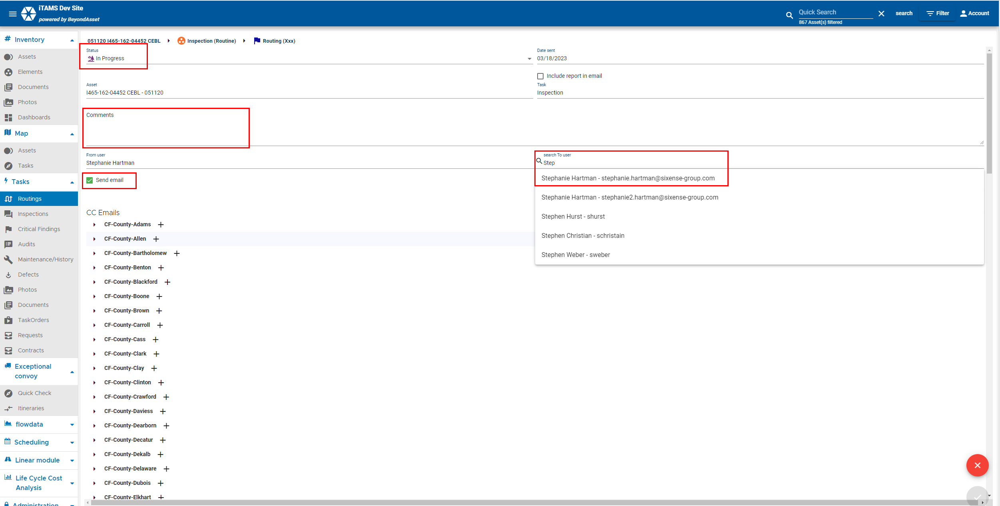 iTAMS Dev Site
powered by BeyondAsset
Quick Search
867 Asset(s) filtered
search
Filter
Account
Inventory
Assets
Elements
Documents
Photos
Dashboards
Map
Assets
Tasks
Tasks
Routings
Inspections
Critical Findings
Audits
Maintenance/History
Defects
Photos
Documents
TaskOrders
Requests
Contracts
Exceptional
convoy
Quick Check
Itineraries
flowdata
Scheduling
Linear module
Life Cycle Cost
Analysis
Administration
051120 I465-162-04452 CEBL
Inspection (Routine)
Routing (Xxx)
Status
In Progress
Date sent
03/18/2023
Include report in email
Asset
I465-162-04452 CEBL - 051120
Task
Inspection
Comments
From user
Stephanie Hartman
search To user
Step
Stephanie Hartman - stephanie.hartman@sixense-group.com
Stephanie Hartman - stephanie2.hartman@sixense-group.com
Stephen Hurst - shurst
Stephen Christian - schristain
Stephen Weber - sweber
Send email
CC Emails
CF-County-Adams
CF-County-Allen
CF-County-Bartholomew
CF-County-Benton
CF-County-Blackford
CF-County-Boone
CF-County-Brown
CF-County-Carroll
CF-County-Cass
CF-County-Clark
CF-County-Clay
CF-County-Clinton
CF-County-Crawford
CF-County-Daviess
CF-County-Dearborn
CF-County-Decatur
CF-County-Dekalb
CF-County-Delaware
CF-County-Dubois
CF-County-Elkhart